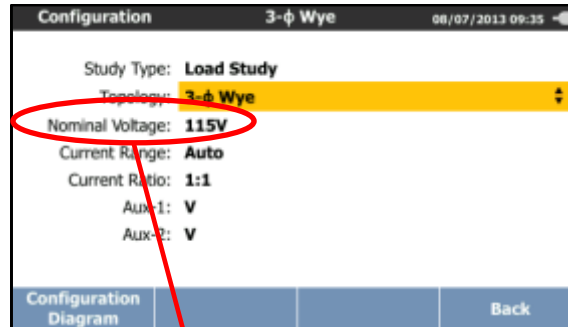 Configuration 3-ϕ Wye 08/07/2013 09:35
Study Type: Load Study
Topology: 3-ϕ Wye
Nominal Voltage: 115V
Current Range: Auto
Current Ratio: 1:1
Aux-1: V
Aux-2: V
Configuration Diagram Back